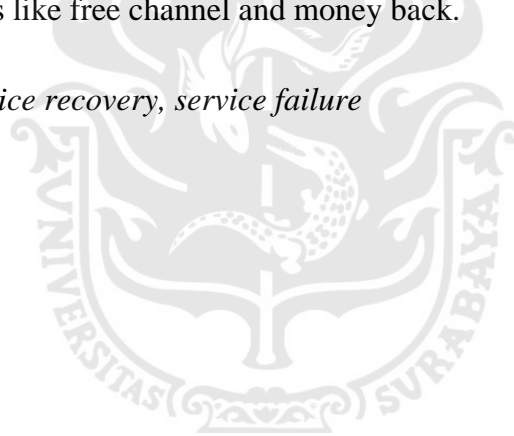 s like free channel and money back.
ice recovery, service failure
UNIVERSITAS SURABAYA